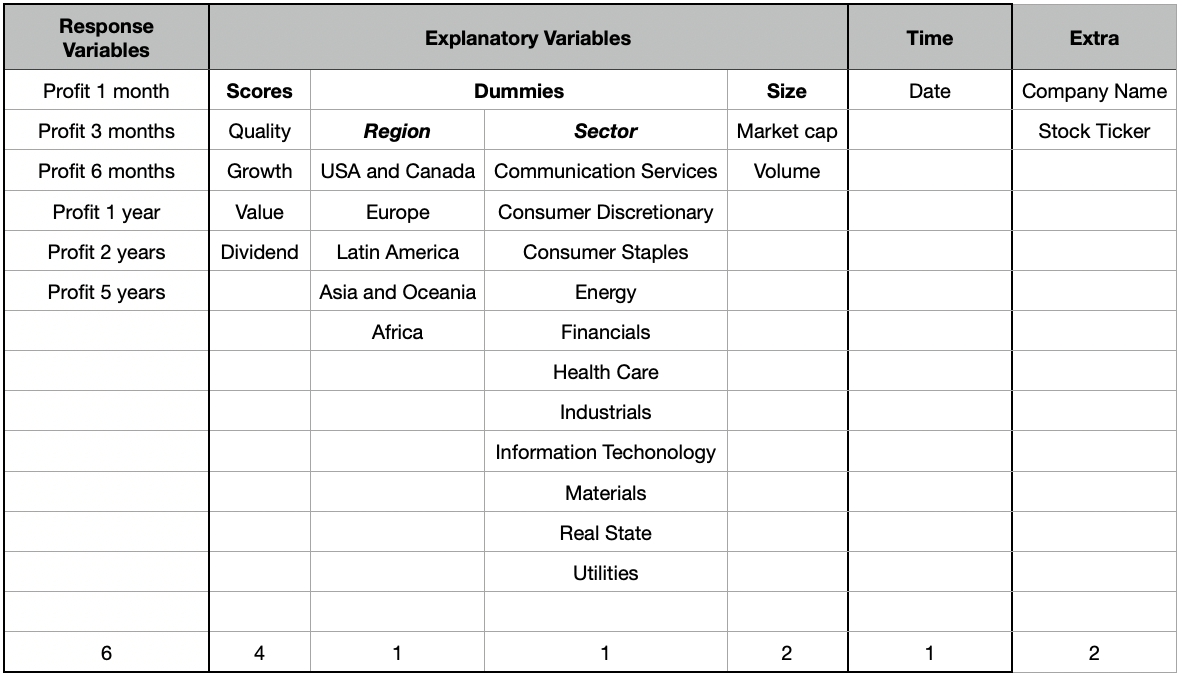 Response Variables Explanatory Variables Time Extra
Profit 1 month Scores Dummies Size Date Company Name
Profit 3 months Quality Region Sector Market cap Stock Ticker
Profit 6 months Growth USA and Canada Communication Services Volume
Profit 1 year Value Europe Consumer Discretionary
Profit 2 years Dividend Latin America Consumer Staples
Profit 5 years Asia and Oceania Energy
Africa Financials
Health Care
Industrials
Information Techonology
Materials
Real State
Utilities
6 4 1 1 2 1 2